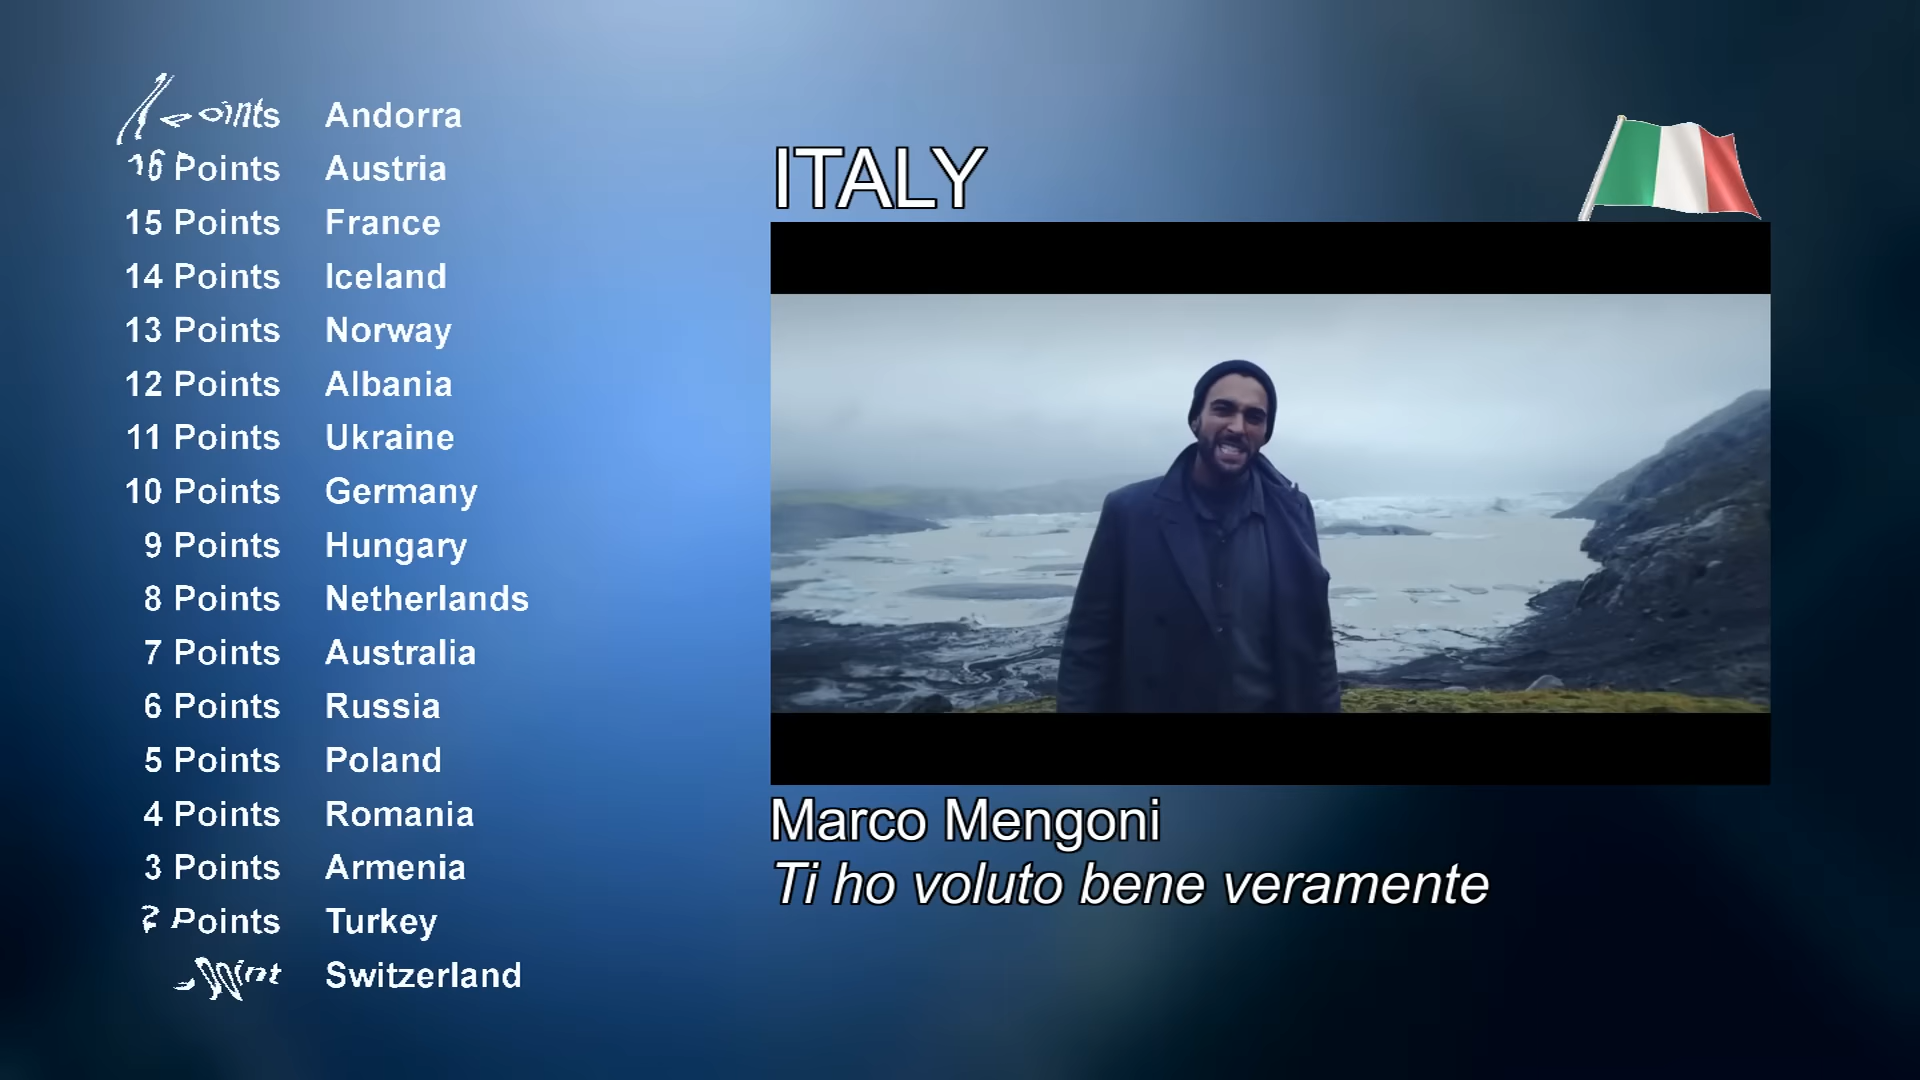 Andorra
16 Points Austria
15 Points France
14 Points Iceland
13 Points Norway
12 Points Albania
11 Points Ukraine
10 Points Germany
9 Points Hungary
8 Points Netherlands
7 Points Australia
6 Points Russia
5 Points Poland
4 Points Romania
3 Points Armenia
2 Points Turkey
Switzerland
ITALY
Marco Mengoni
Ti ho voluto bene veramente